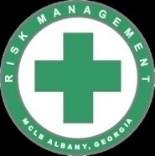 RISK MANAGEMENT
MCLB ALBANY, GEORGIA